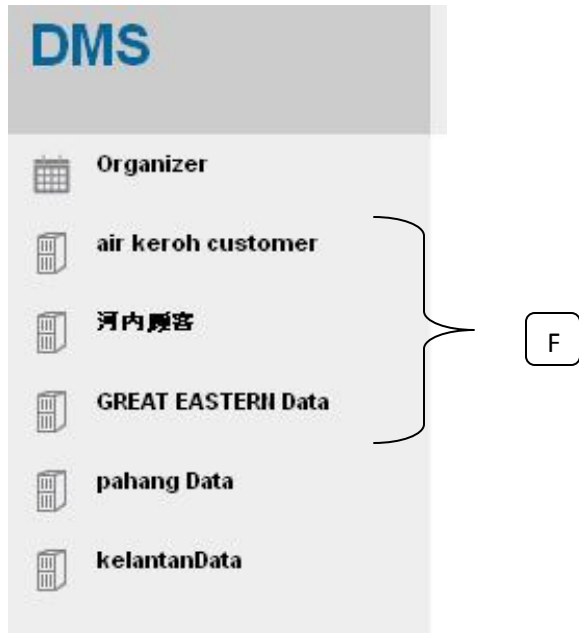 DMS
Organizer
air keroh customer
河内顾客
GREAT EASTERN Data
F
pahang Data
kelantanData